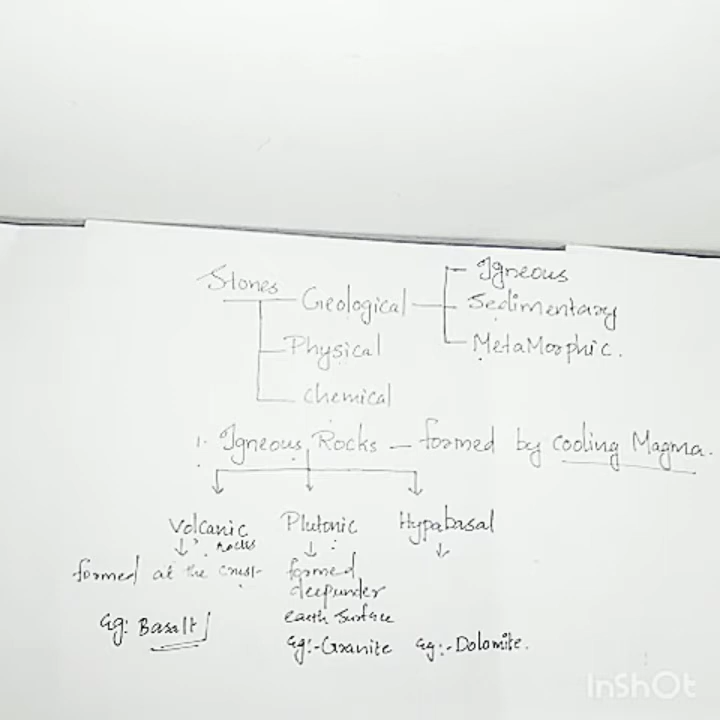 Stones
Geological
Igneous
Sedimentary
MetaMorphic.
Physical
Chemical
1. Igneous Rocks - formed by cooling Magma.
Volcanic rocks
Plutonic
Hypabasal
formed at the crust
formed
deepunder
earth surface
eg: Basalt
eg:- Granite
eg:- Dolomite.
InShOt